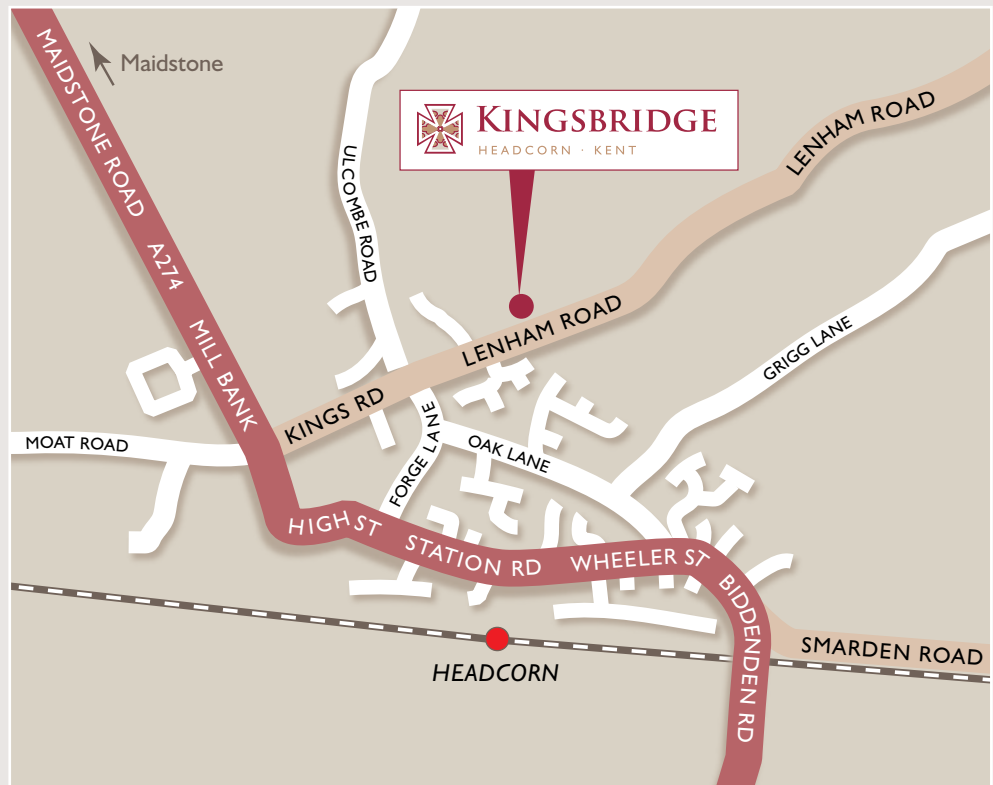 Maidstone
MAIDSTONE ROAD A274 MILL BANK
ULCOMBE ROAD
KINGSBRIDGE
HEADCORN · KENT
LENHAM ROAD
LENHAM ROAD
GRIGG LANE
KINGS RD
MOAT ROAD
FORGE LANE
OAK LANE
HIGH ST STATION RD WHEELER ST BIDDENDEN RD
SMARDEN ROAD
HEADCORN